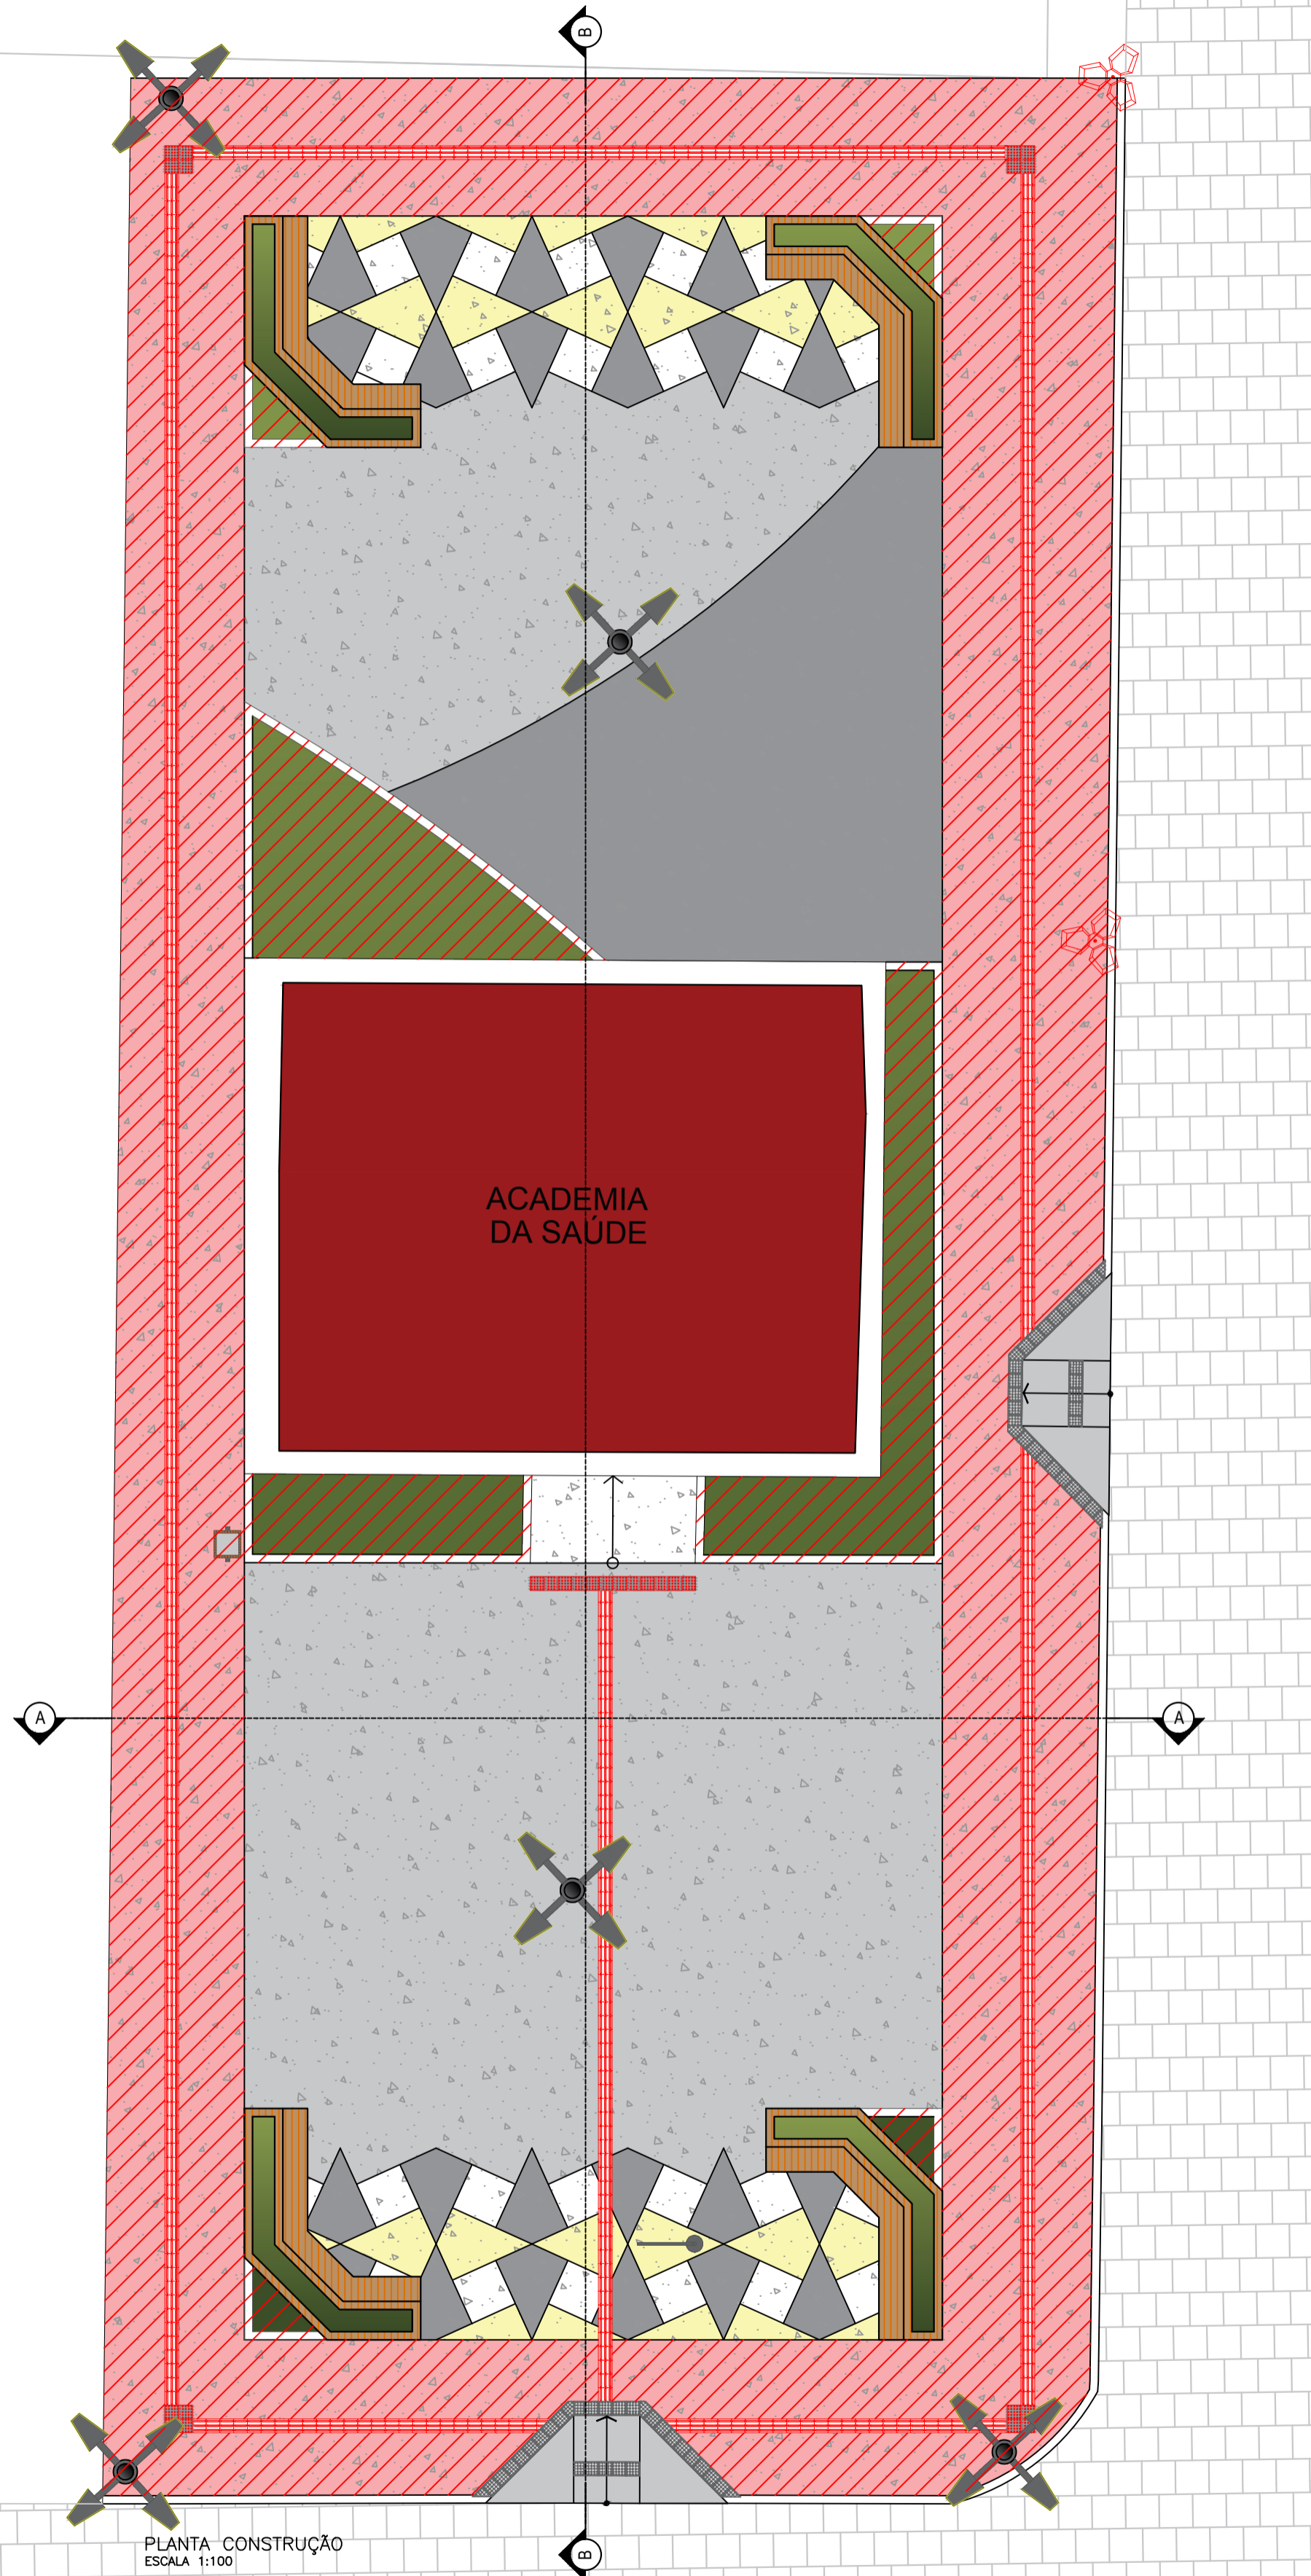 B
ACADEMIA
DA SAÚDE
A
A
PLANTA CONSTRUÇÃO
ESCALA 1:100
B